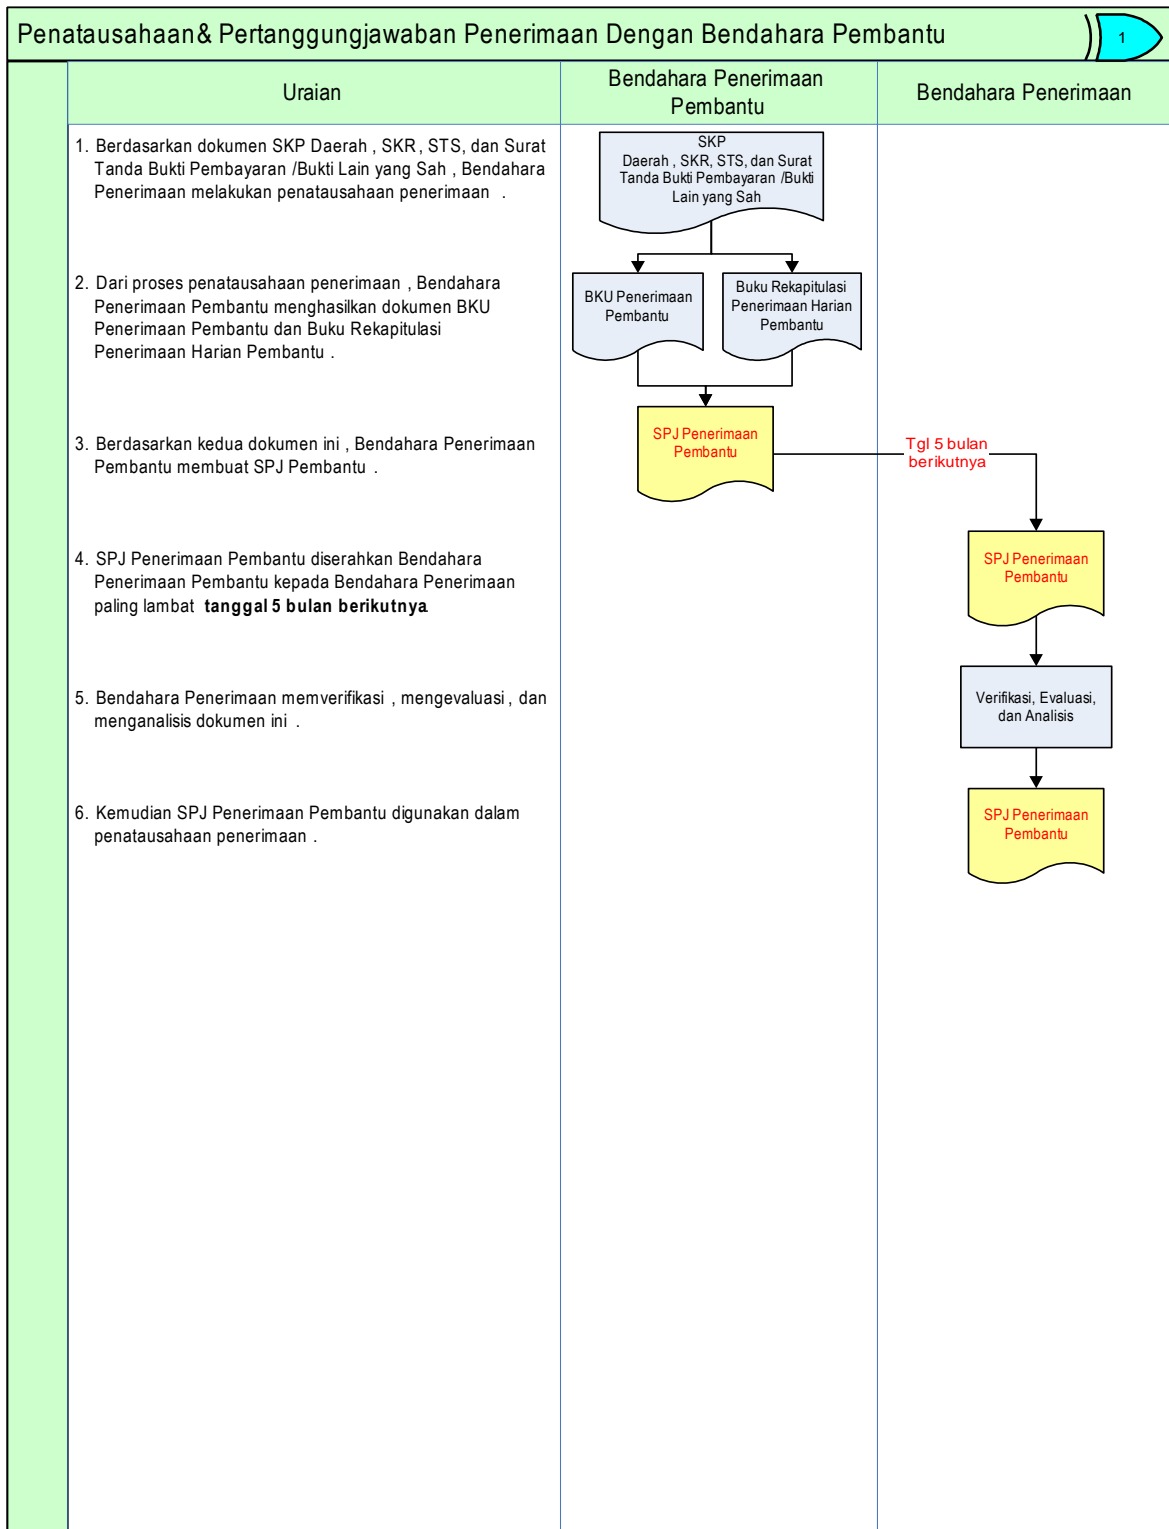 Penatausahaan & Pertanggungjawaban Penerimaan Dengan Bendahara Pembantu
1
Uraian
Bendahara Penerimaan
Pembantu
Bendahara Penerimaan
1. Berdasarkan dokumen SKP Daerah , SKR , STS, dan Surat
Tanda Bukti Pembayaran /Bukti Lain yang Sah , Bendahara
Penerimaan melakukan penatausahaan penerimaan .
2. Dari proses penatausahaan penerimaan , Bendahara
Penerimaan Pembantu menghasilkan dokumen BKU
Penerimaan Pembantu dan Buku Rekapitulasi
Penerimaan Harian Pembantu .
3. Berdasarkan kedua dokumen ini , Bendahara Penerimaan
Pembantu membuat SPJ Pembantu .
4. SPJ Penerimaan Pembantu diserahkan Bendahara
Penerimaan Pembantu kepada Bendahara Penerimaan
paling lambat tanggal 5 bulan berikutnya
5. Bendahara Penerimaan memverifikasi , mengevaluasi , dan
menganalisis dokumen ini .
6. Kemudian SPJ Penerimaan Pembantu digunakan dalam
penatausahaan penerimaan .
SKP
Daerah , SKR, STS, dan Surat
Tanda Bukti Pembayaran /Bukti
Lain yang Sah
BKU Penerimaan
Pembantu
Buku Rekapitulasi
Penerimaan Harian
Pembantu
SPJ Penerimaan
Pembantu
Tgl 5 bulan
berikutnya
SPJ Penerimaan
Pembantu
Verifikasi, Evaluasi,
dan Analisis
SPJ Penerimaan
Pembantu